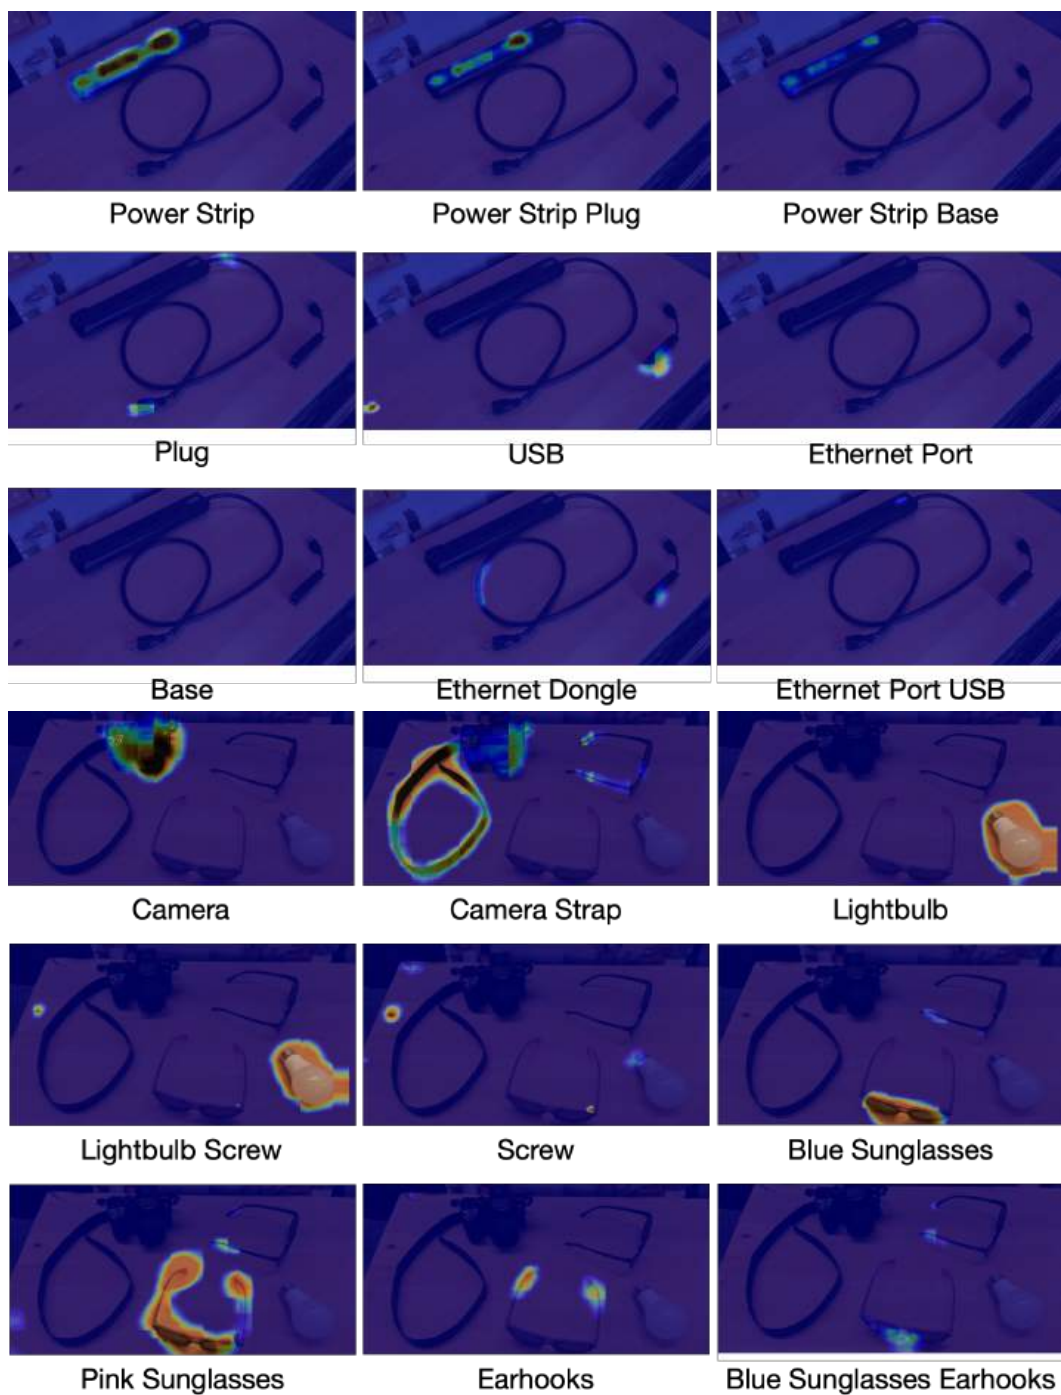 Power Strip
Power Strip Plug
Power Strip Base
Plug
USB
Ethernet Port
Base
Ethernet Dongle
Ethernet Port USB
Camera
Camera Strap
Lightbulb
Lightbulb Screw
Screw
Blue Sunglasses
Pink Sunglasses
Earhooks
Blue Sunglasses Earhooks